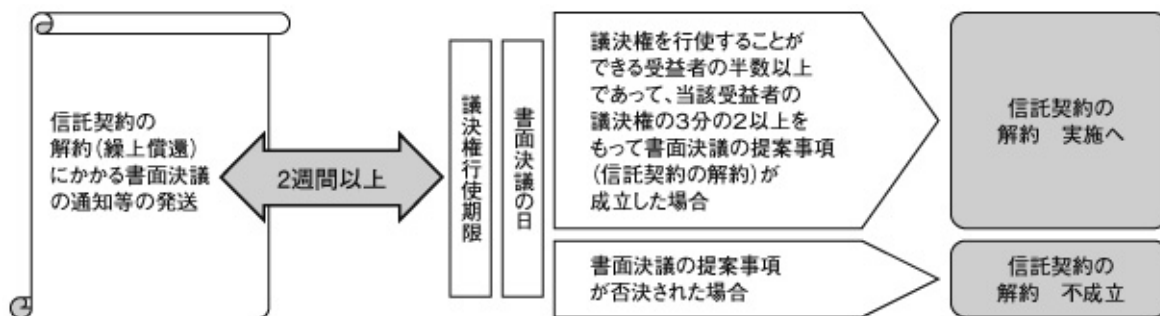 信託契約の
解約(繰上償還)
にかかる書面決議
の通知等の発送
2週間以上
議決権行使期限
書面決議の日
議決権を行使することが
できる受益者の半数以上
であって、当該受益者の
議決権の3分の2以上を
もって書面決議の提案事項
(信託契約の解約)が
成立した場合
信託契約の
解約 実施へ
書面決議の提案事項
が否決された場合
信託契約の
解約 不成立